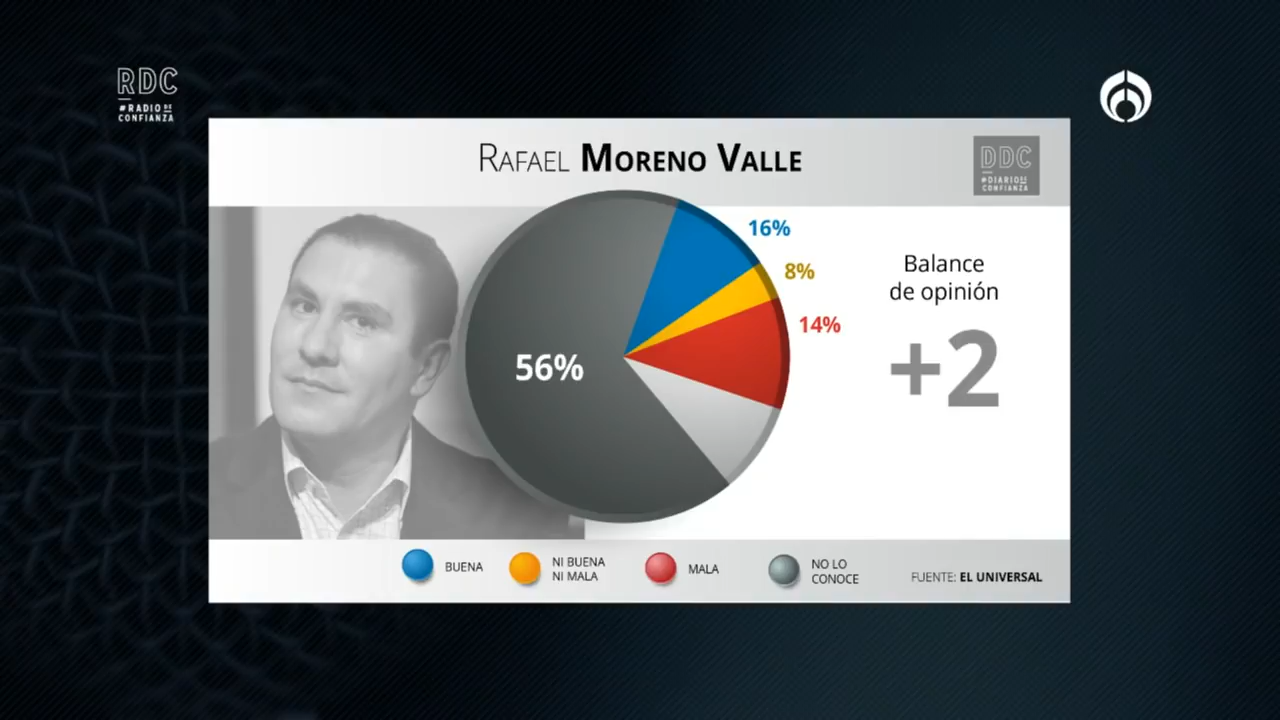 RDC
#RADIO DE
CONFIANZA
RAFAEL MORENO VALLE
DDC
#DIARIO DE
CONFIANZA
16%
8%
14%
56%
Balance
de opinión
+2
BUENA
NI BUENA
NI MALA
MALA
NO LO
CONOCE
FUENTE: EL UNIVERSAL